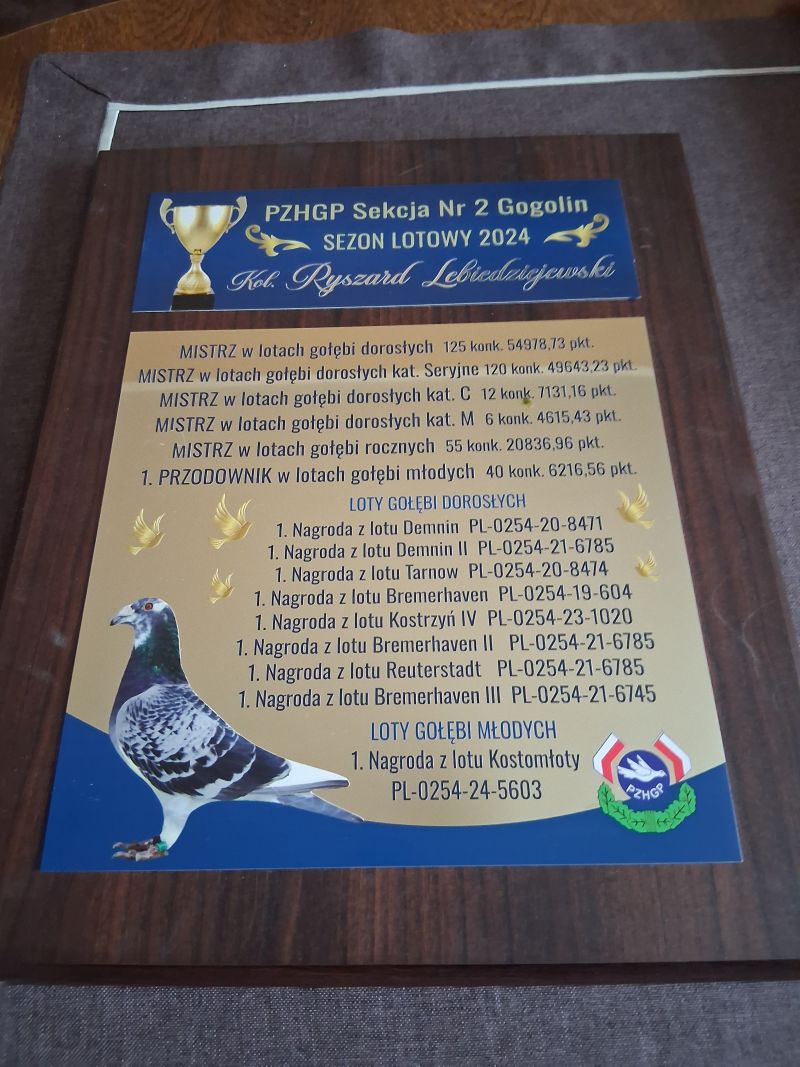 PZHGP Sekcja Nr 2 Gogolin
SEZON LOTOWY 2024
Kol. Ryszard Lebiedziejewski
MISTRZ w lotach gołębi dorosłych 125 konk. 54978,73 pkt.
MISTRZ w lotach gołębi dorosłych kat. Seryjne 120 konk. 49643,23 pkt.
MISTRZ w lotach gołębi dorosłych kat. C 12 konk. 7131,16 pkt.
MISTRZ w lotach gołębi dorosłych kat. M 6 konk. 4615,43 pkt.
MISTRZ w lotach gołębi rocznych 55 konk. 20836,96 pkt.
1. PRZODOWNIK w lotach gołębi młodych 40 konk. 6216,56 pkt.
LOTY GOŁĘBI DOROSŁYCH
1. Nagroda z lotu Demnin PL-0254-20-8471
1. Nagroda z lotu Demnin II PL-0254-21-6785
1. Nagroda z lotu Tarnow PL-0254-20-8474
1. Nagroda z lotu Bremerhaven PL-0254-19-604
1. Nagroda z lotu Kostrzyń IV PL-0254-23-1020
1. Nagroda z lotu Bremerhaven II PL-0254-21-6785
1. Nagroda z lotu Reuterstadt PL-0254-21-6785
1. Nagroda z lotu Bremerhaven III PL-0254-21-6745
LOTY GOŁĘBI MŁODYCH
1. Nagroda z lotu Kostomłoty
PL-0254-24-5603
PZHGP